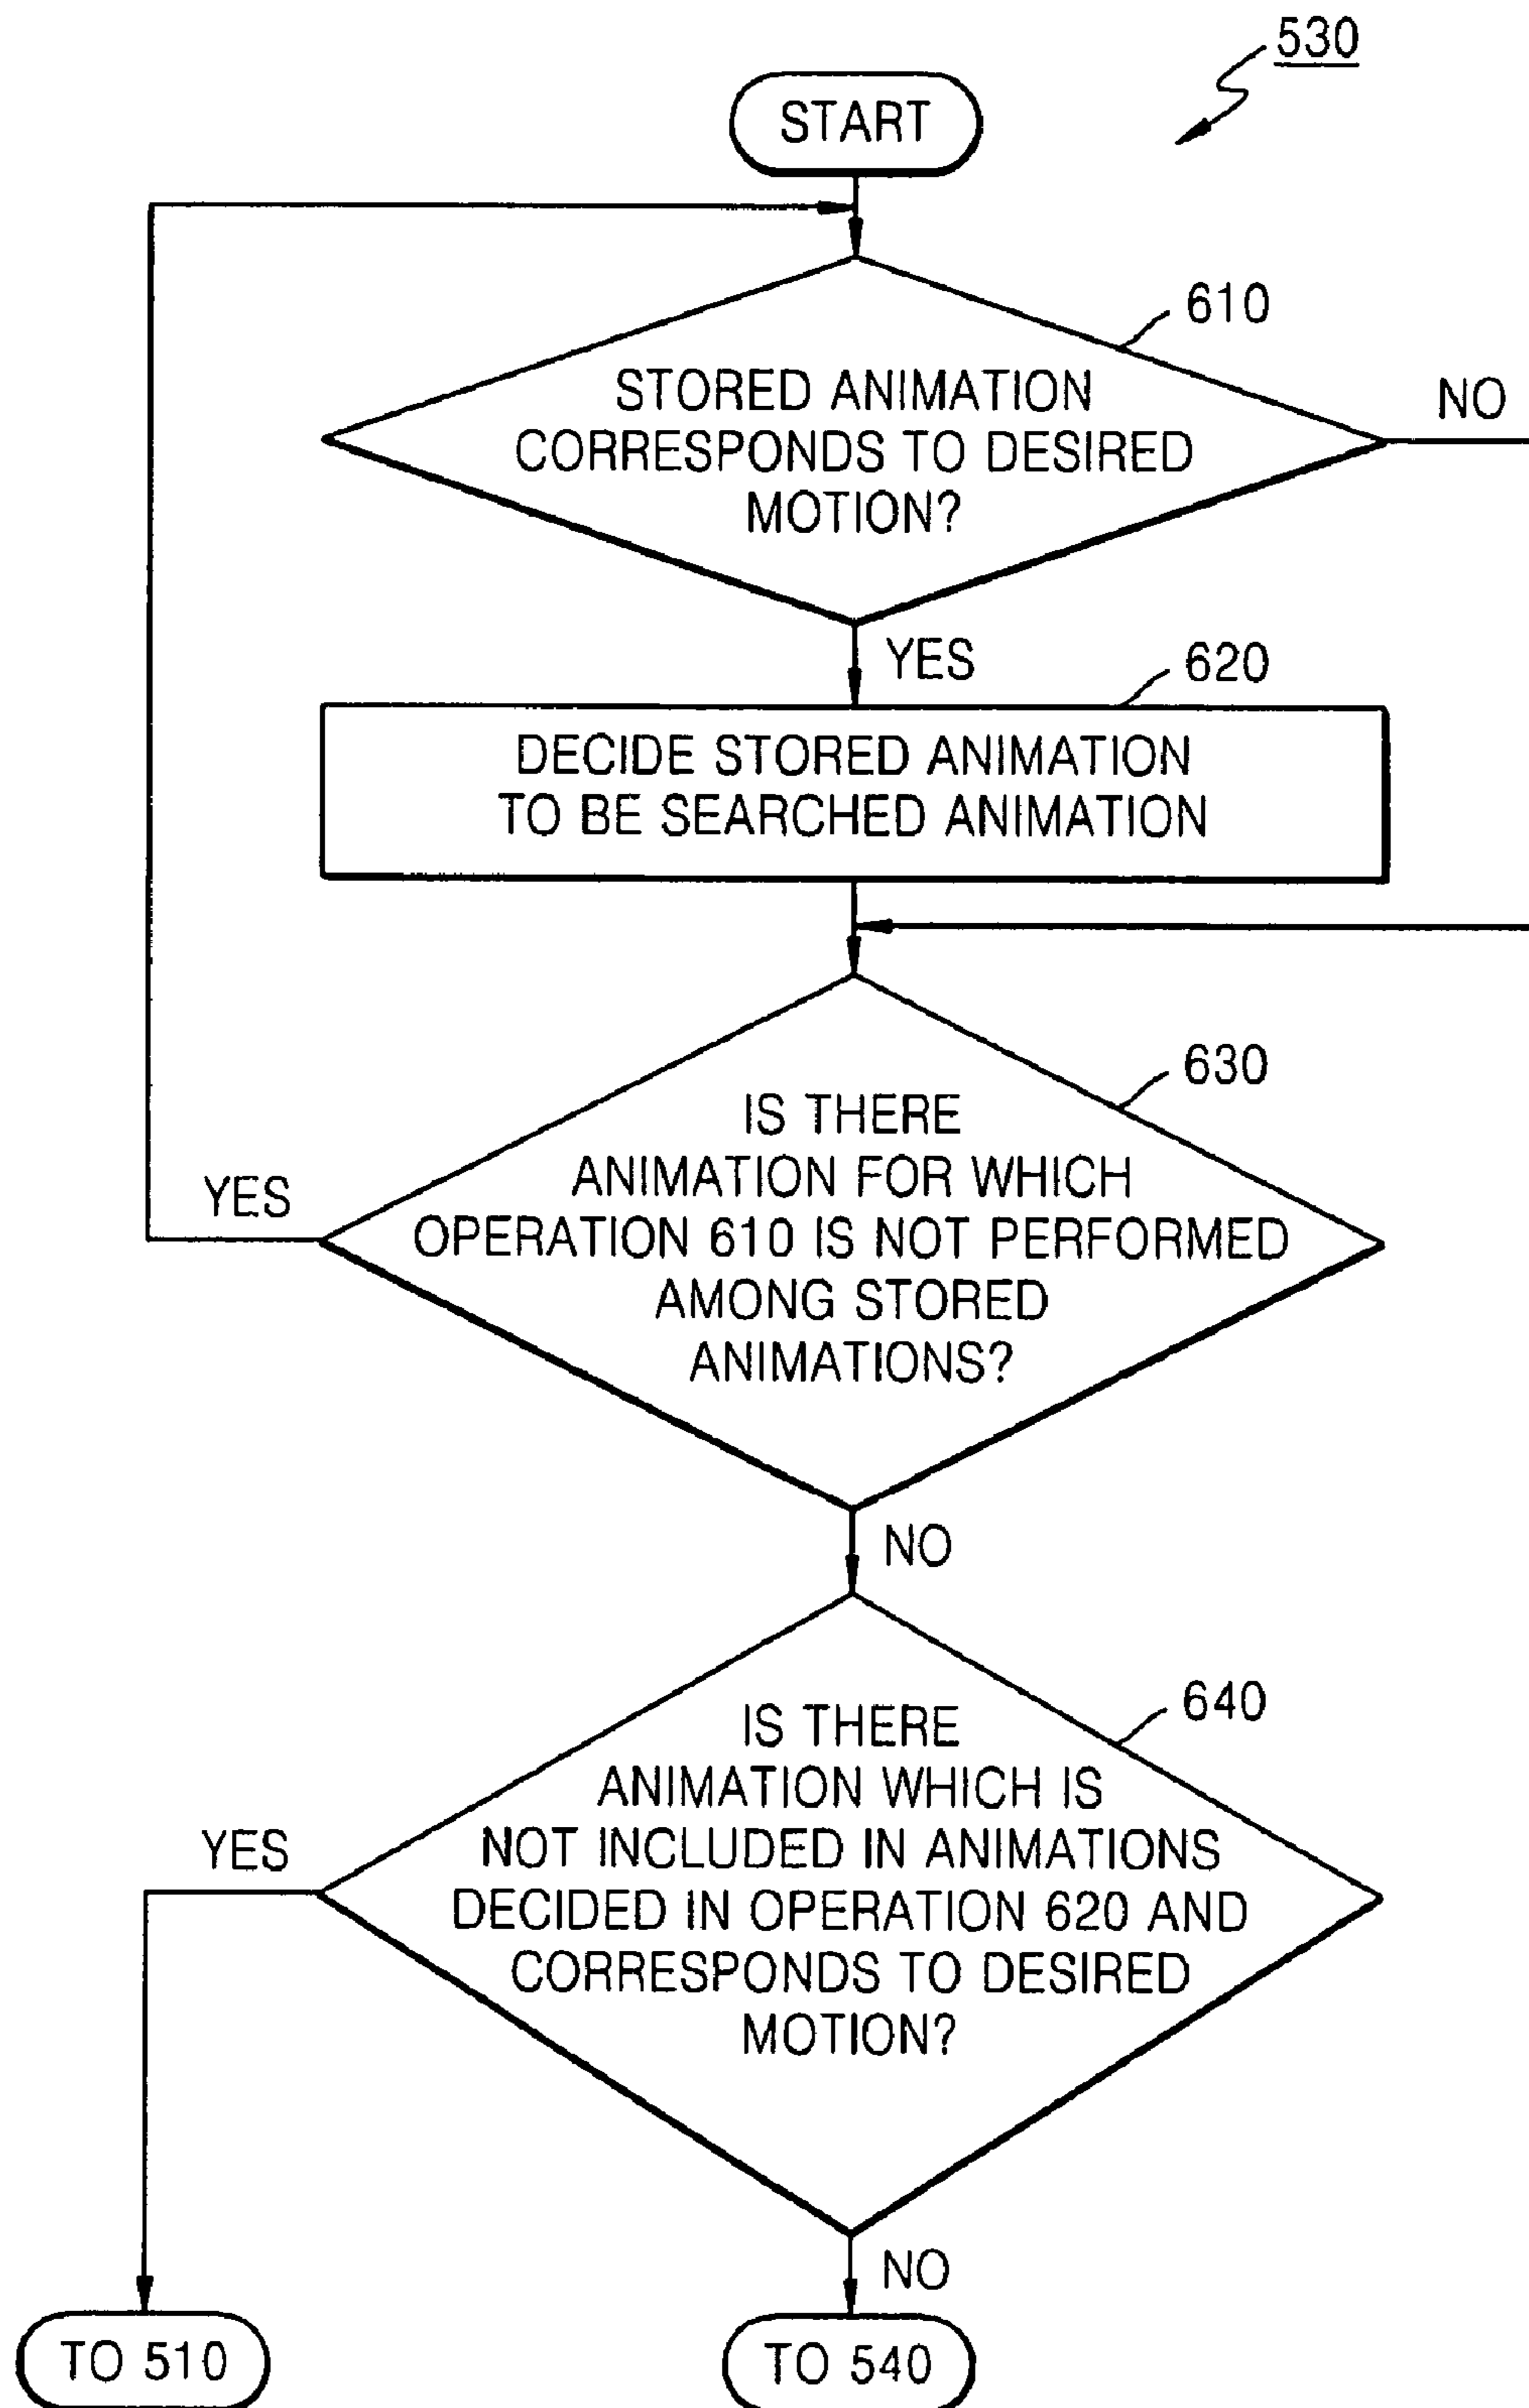 530
START
610
STORED ANIMATION
CORRESPONDS TO DESIRED
MOTION?
NO
YES
620
DECIDE STORED ANIMATION
TO BE SEARCHED ANIMATION
630
IS THERE
ANIMATION FOR WHICH
OPERATION 610 IS NOT PERFORMED
AMONG STORED
ANIMATIONS?
YES
NO
640
IS THERE
ANIMATION WHICH IS
NOT INCLUDED IN ANIMATIONS
DECIDED IN OPERATION 620 AND
CORRESPONDS TO DESIRED
MOTION?
YES
NO
TO 510
TO 540